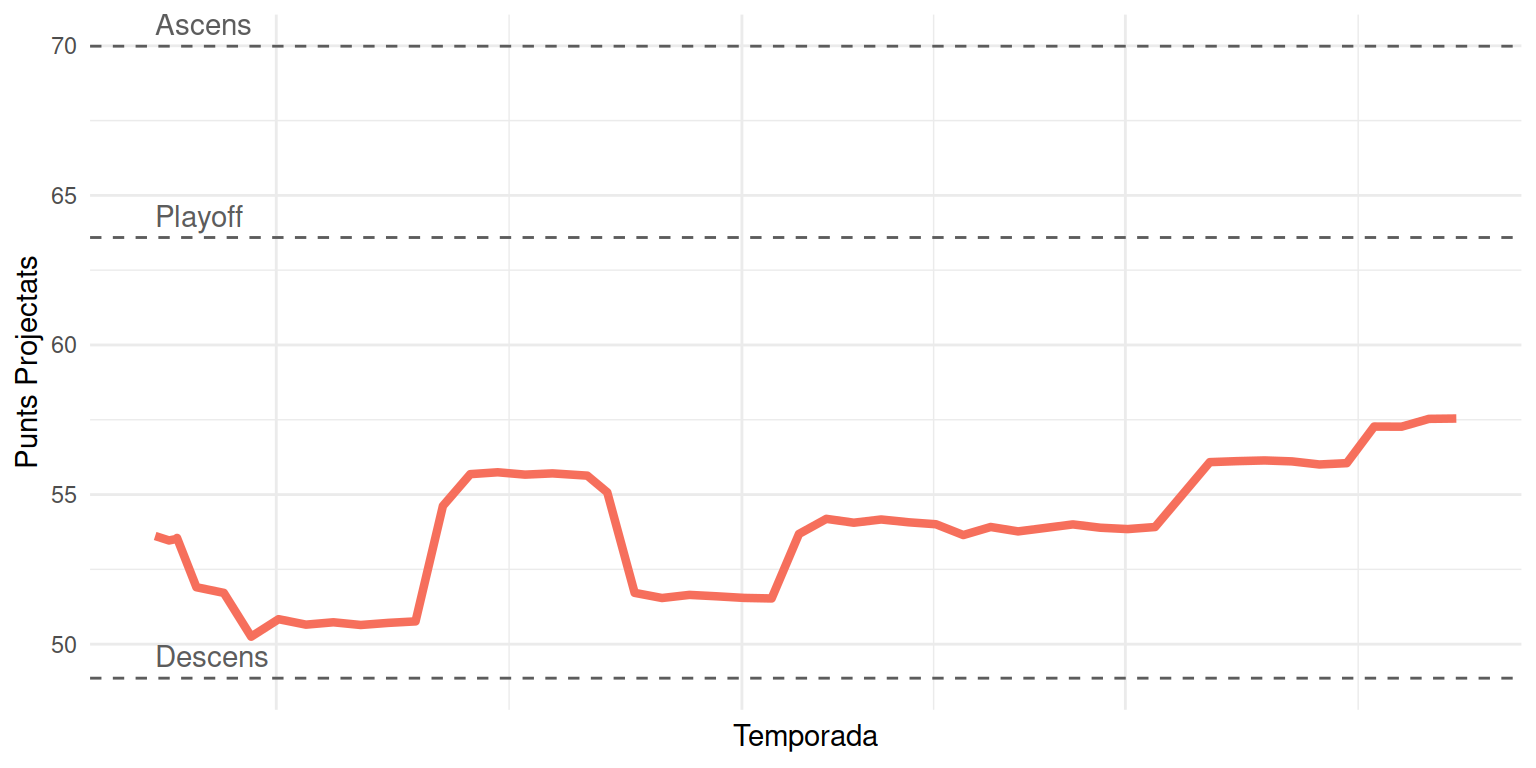 Ascens
70
65
Playoff
Punts Projectats
60
55
50
Descens
Temporada